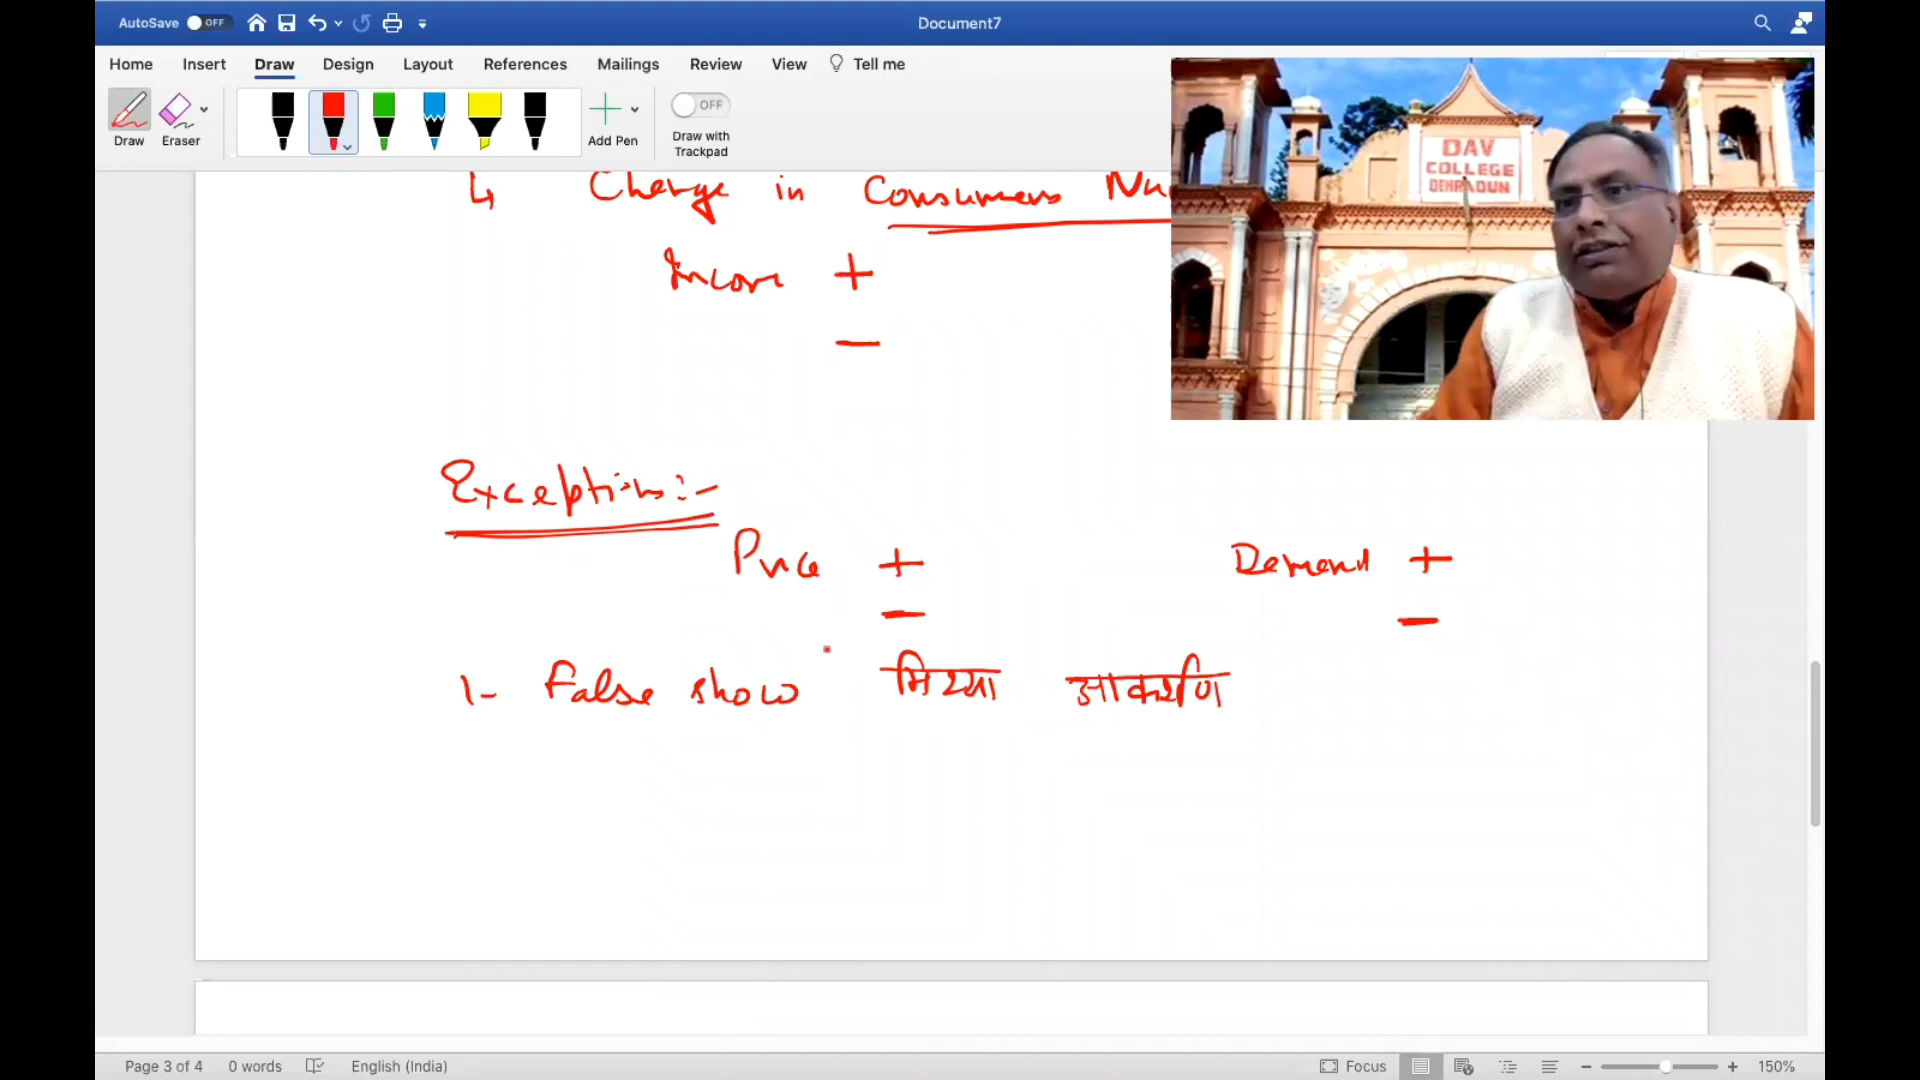 AutoSave OFF Document7
Home Insert Draw Design Layout References Mailings Review View Tell me
OFF
Draw Eraser Add Pen Draw with Trackpad
DAV
COLLEGE
DEHRADUN
4 Change in Consumers
Income +
−
Exception:-
Price + Demand +
− −
1- False show मिथ्या आकर्षण
Page 3 of 4 0 words English (India) Focus 150%